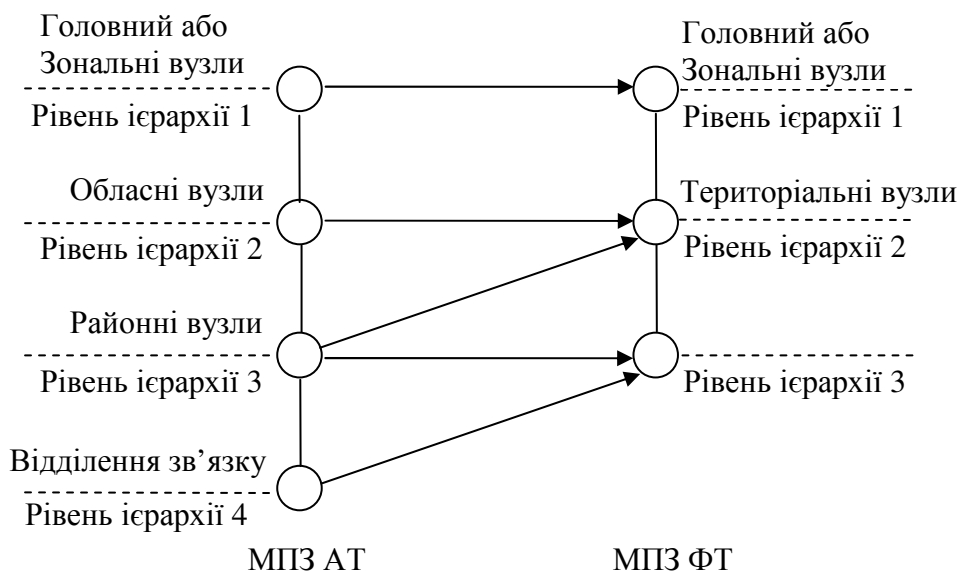 Головний або
Зональні вузли
Рівень ієрархії 1
Обласні вузли
Рівень ієрархії 2
Районні вузли
Рівень ієрархії 3
Відділення зв’язку
Рівень ієрархії 4
МПЗ АТ
Головний або
Зональні вузли
Рівень ієрархії 1
Територіальні вузли
Рівень ієрархії 2
Рівень ієрархії 3
МПЗ ФТ